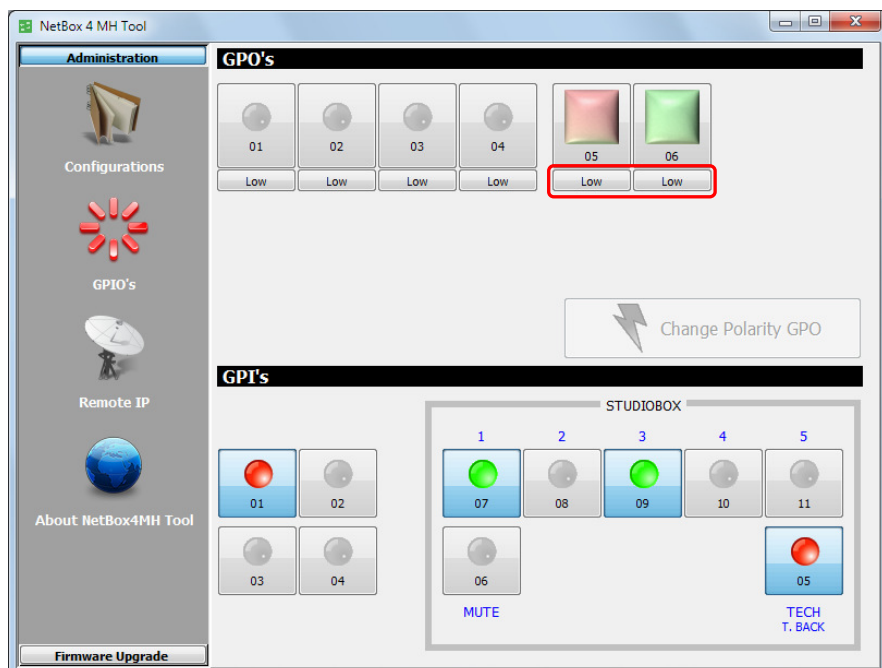 NetBox 4 MH Tool
Administration
Configurations
GPIO's
Remote IP
About NetBox4MH Tool
Firmware Upgrade
GPO's
01 02 03 04 05 06
Low Low Low Low Low Low
Change Polarity GPO
GPI's
STUDIOBOX
1 2 3 4 5
01 02 07 08 09 10 11
03 04 06 05
MUTE TECH
T. BACK